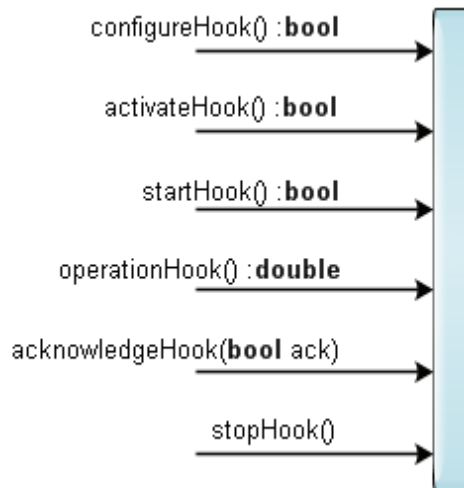 configureHook() :bool
activateHook() :bool
startHook() :bool
operationHook() :double
acknowledgeHook(bool ack)
stopHook()